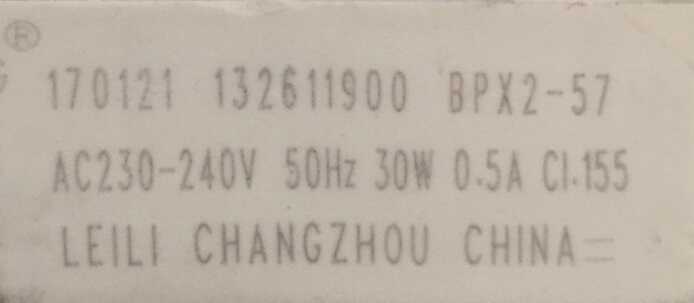 ®
170121 132611900 BPX2-57
AC230-240V 50Hz 30W 0.5A Cl.155
LEILI CHANGZHOU CHINA